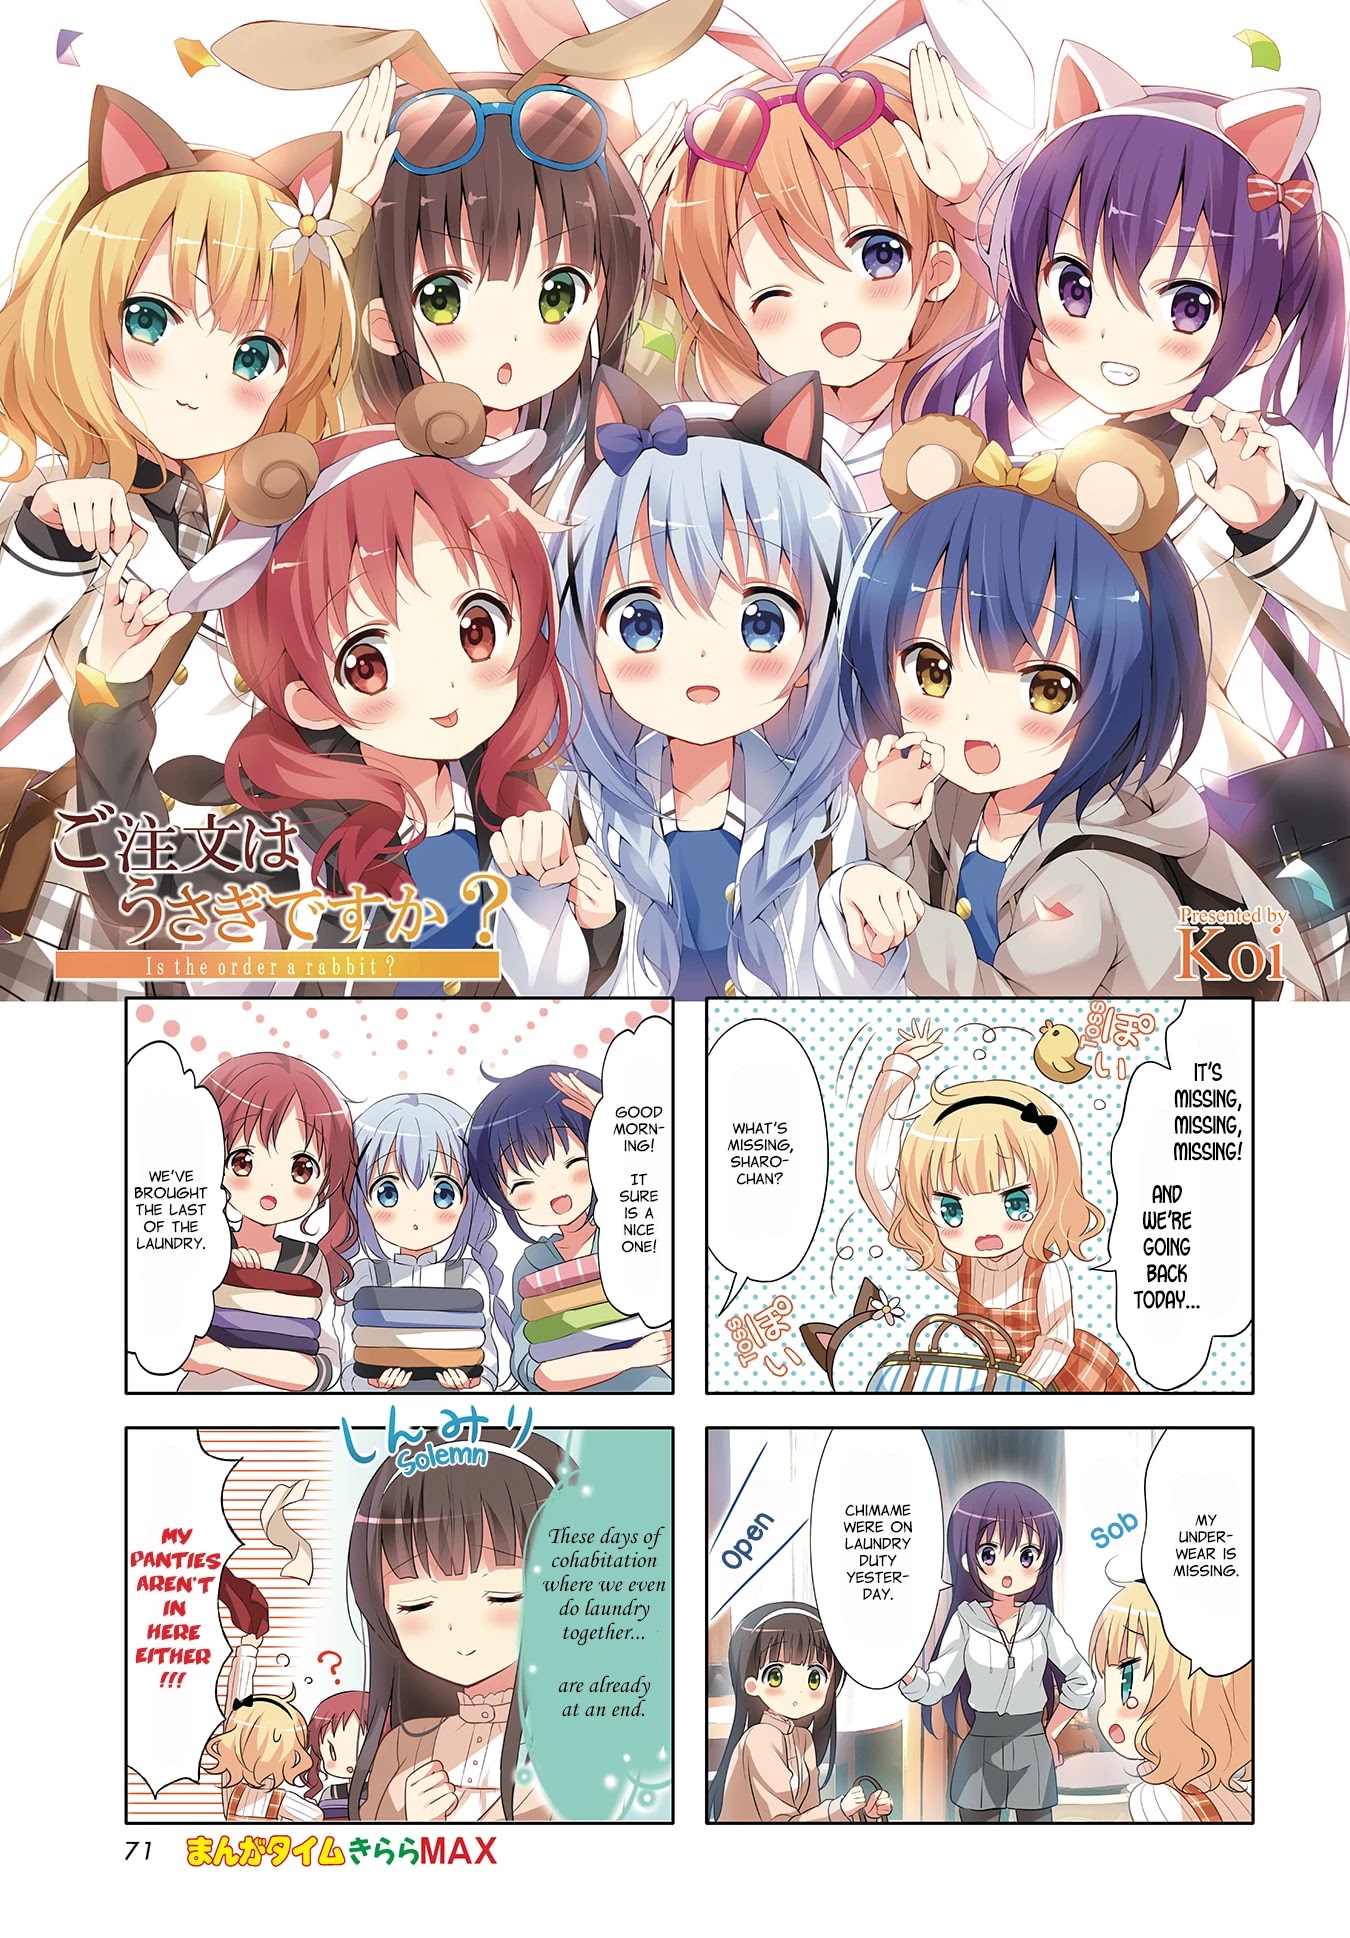 ご注文は
うさぎですか?
Is the order a rabbit?
Presented by
Koi
IT'S
MISSING,
MISSING,
MISSING!
AND
WE'RE
GOING
BACK
TODAY...
ぽい
Toss
WHAT'S
MISSING,
SHARO-
CHAN?
ぽい
Toss
MY
UNDER-
WEAR IS
MISSING.
Sob
CHIMAME
WERE ON
LAUNDRY
DUTY
YESTER-
DAY.
Open
GOOD
MORN-
ING!
IT
SURE
IS A
NICE
ONE!
WE'VE
BROUGHT
THE LAST
OF THE
LAUNDRY.
しんみり
Solemn
These days of
cohabitation
where we even
do laundry
together...
are already
at an end.
?
MY
PANTIES
AREN'T
IN
HERE
EITHER
!!!
71
まんがタイムきららMAX